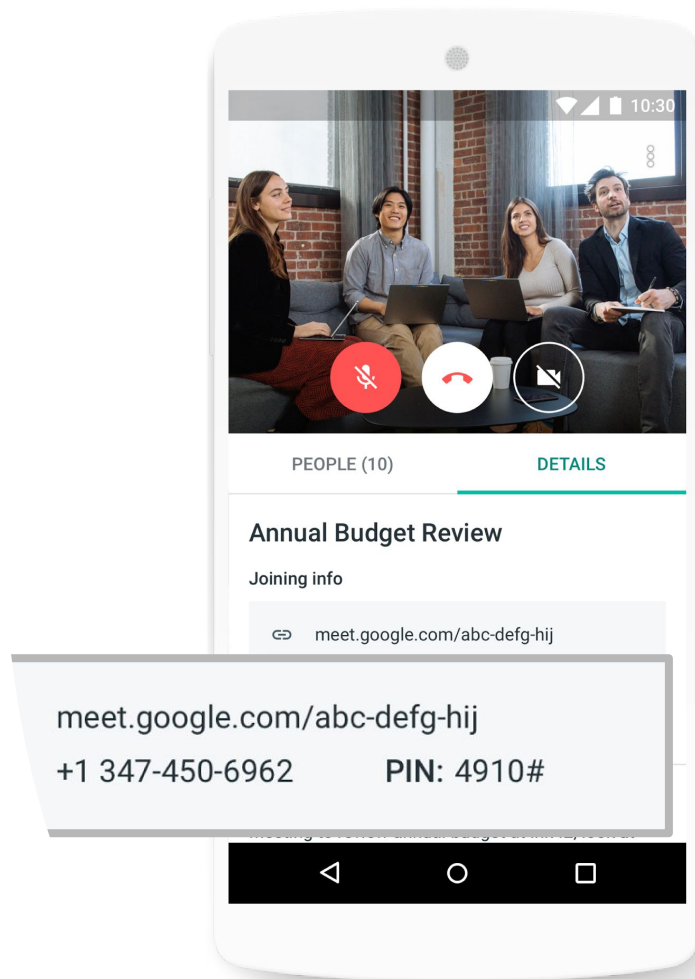 10:30
PEOPLE (10) DETAILS
Annual Budget Review
Joining info
meet.google.com/abc-defg-hij
meet.google.com/abc-defg-hij
+1 347-450-6962 PIN: 4910#